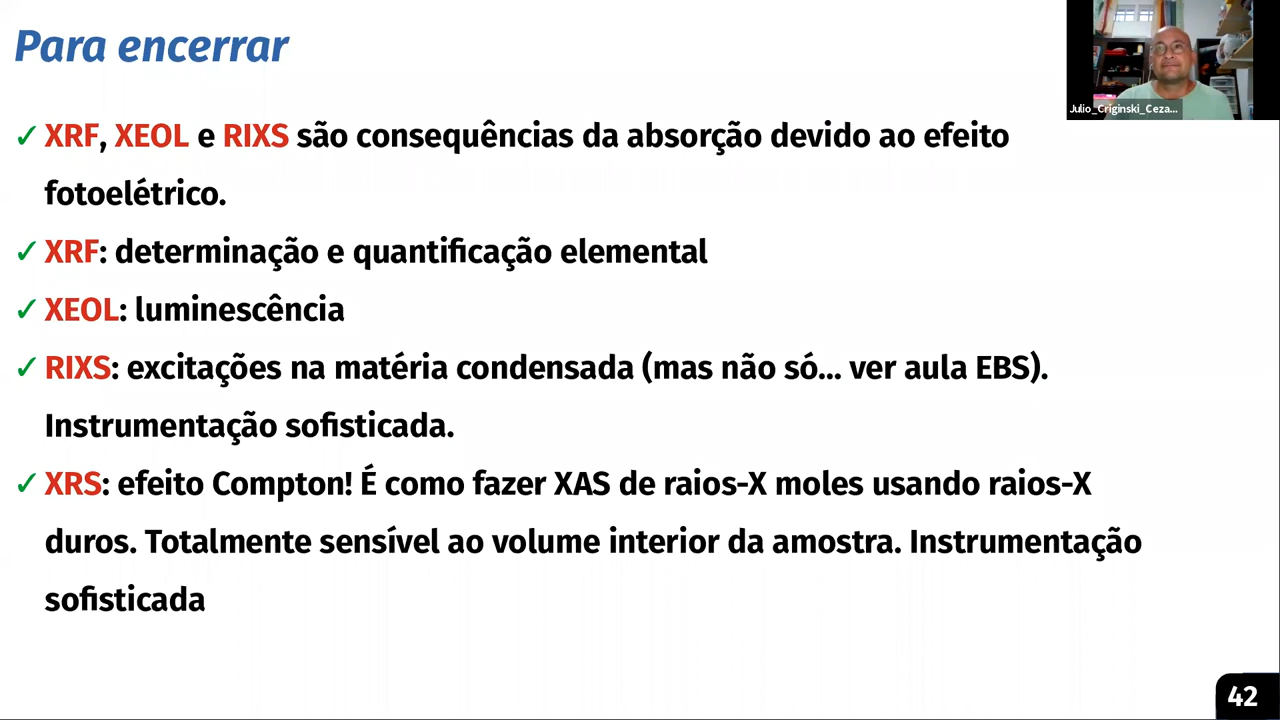 Para encerrar
Julio_Criginski_Ceza...
✓ XRF, XEOL e RIXS são consequências da absorção devido ao efeito
fotoelétrico.
✓ XRF: determinação e quantificação elemental
✓ XEOL: luminescência
✓ RIXS: excitações na matéria condensada (mas não só... ver aula EBS).
Instrumentação sofisticada.
✓ XRS: efeito Compton! É como fazer XAS de raios-X moles usando raios-X
duros. Totalmente sensível ao volume interior da amostra. Instrumentação
sofisticada
42